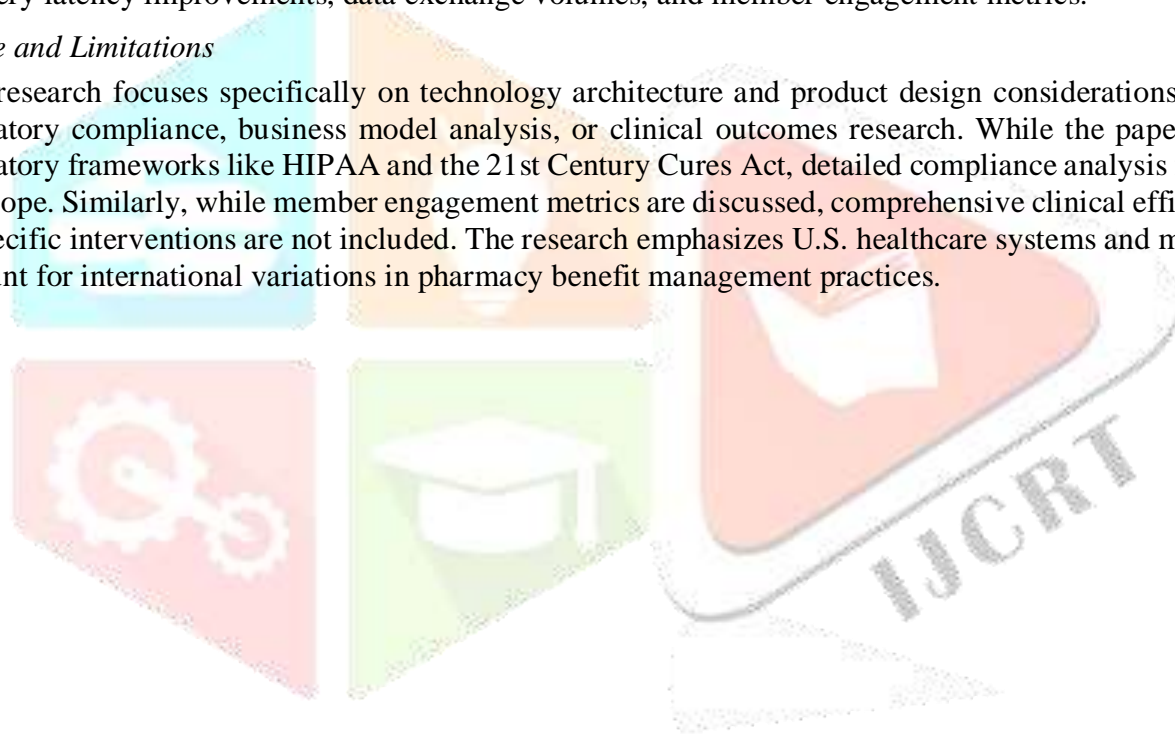 ery latency improvements, data exchange volumes, and member engagement metrics.
e and Limitations
research focuses specifically on technology architecture and product design considerations
atory compliance, business model analysis, or clinical outcomes research. While the pape
atory frameworks like HIPAA and the 21st Century Cures Act, detailed compliance analysis
ope. Similarly, while member engagement metrics are discussed, comprehensive clinical effi
ecific interventions are not included. The research emphasizes U.S. healthcare systems and m
unt for international variations in pharmacy benefit management practices.
IJCRT